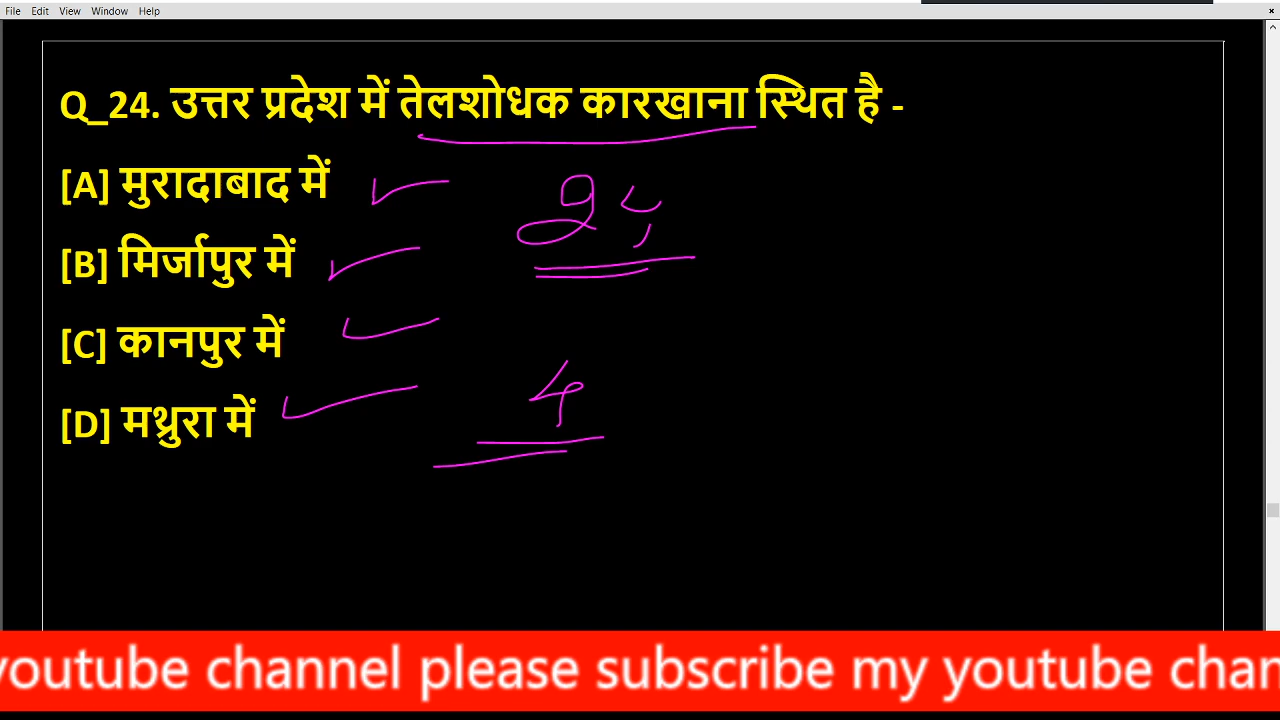 File Edit View Window Help
Q_24. उत्तर प्रदेश में तेलशोधक कारखाना स्थित है -
[A] मुरादाबाद में
[B] मिर्जापुर में
[C] कानपुर में
[D] मथुरा में
4
youtube channel please subscribe my youtube chan